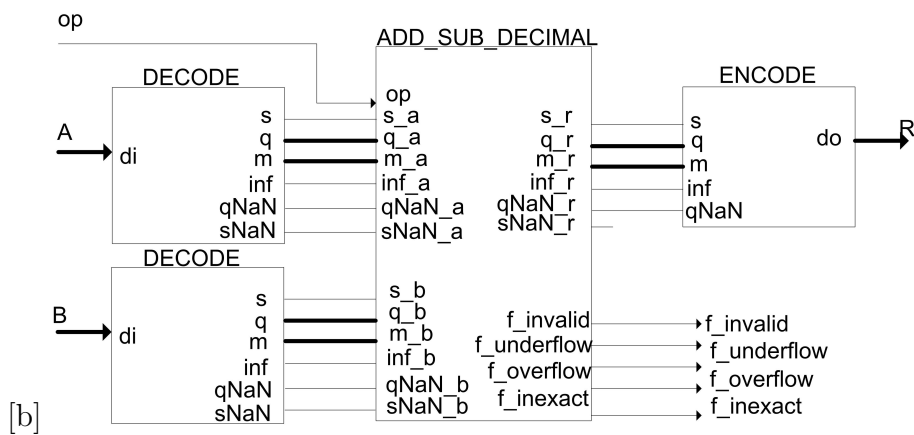 op
ADD_SUB_DECIMAL
DECODE
ENCODE
A
di
s
q
m
inf
qNaN
sNaN
op
s_a
q_a
m_a
inf_a
qNaN_a
sNaN_a
s_r
q_r
m_r
inf_r
qNaN_r
sNaN_r
s
q
m
inf
qNaN
do
R
DECODE
B
di
s
q
m
inf
qNaN
sNaN
s_b
q_b
m_b
inf_b
qNaN_b
sNaN_b
f_invalid
f_underflow
f_overflow
f_inexact
f_invalid
f_underflow
f_overflow
f_inexact
[b]